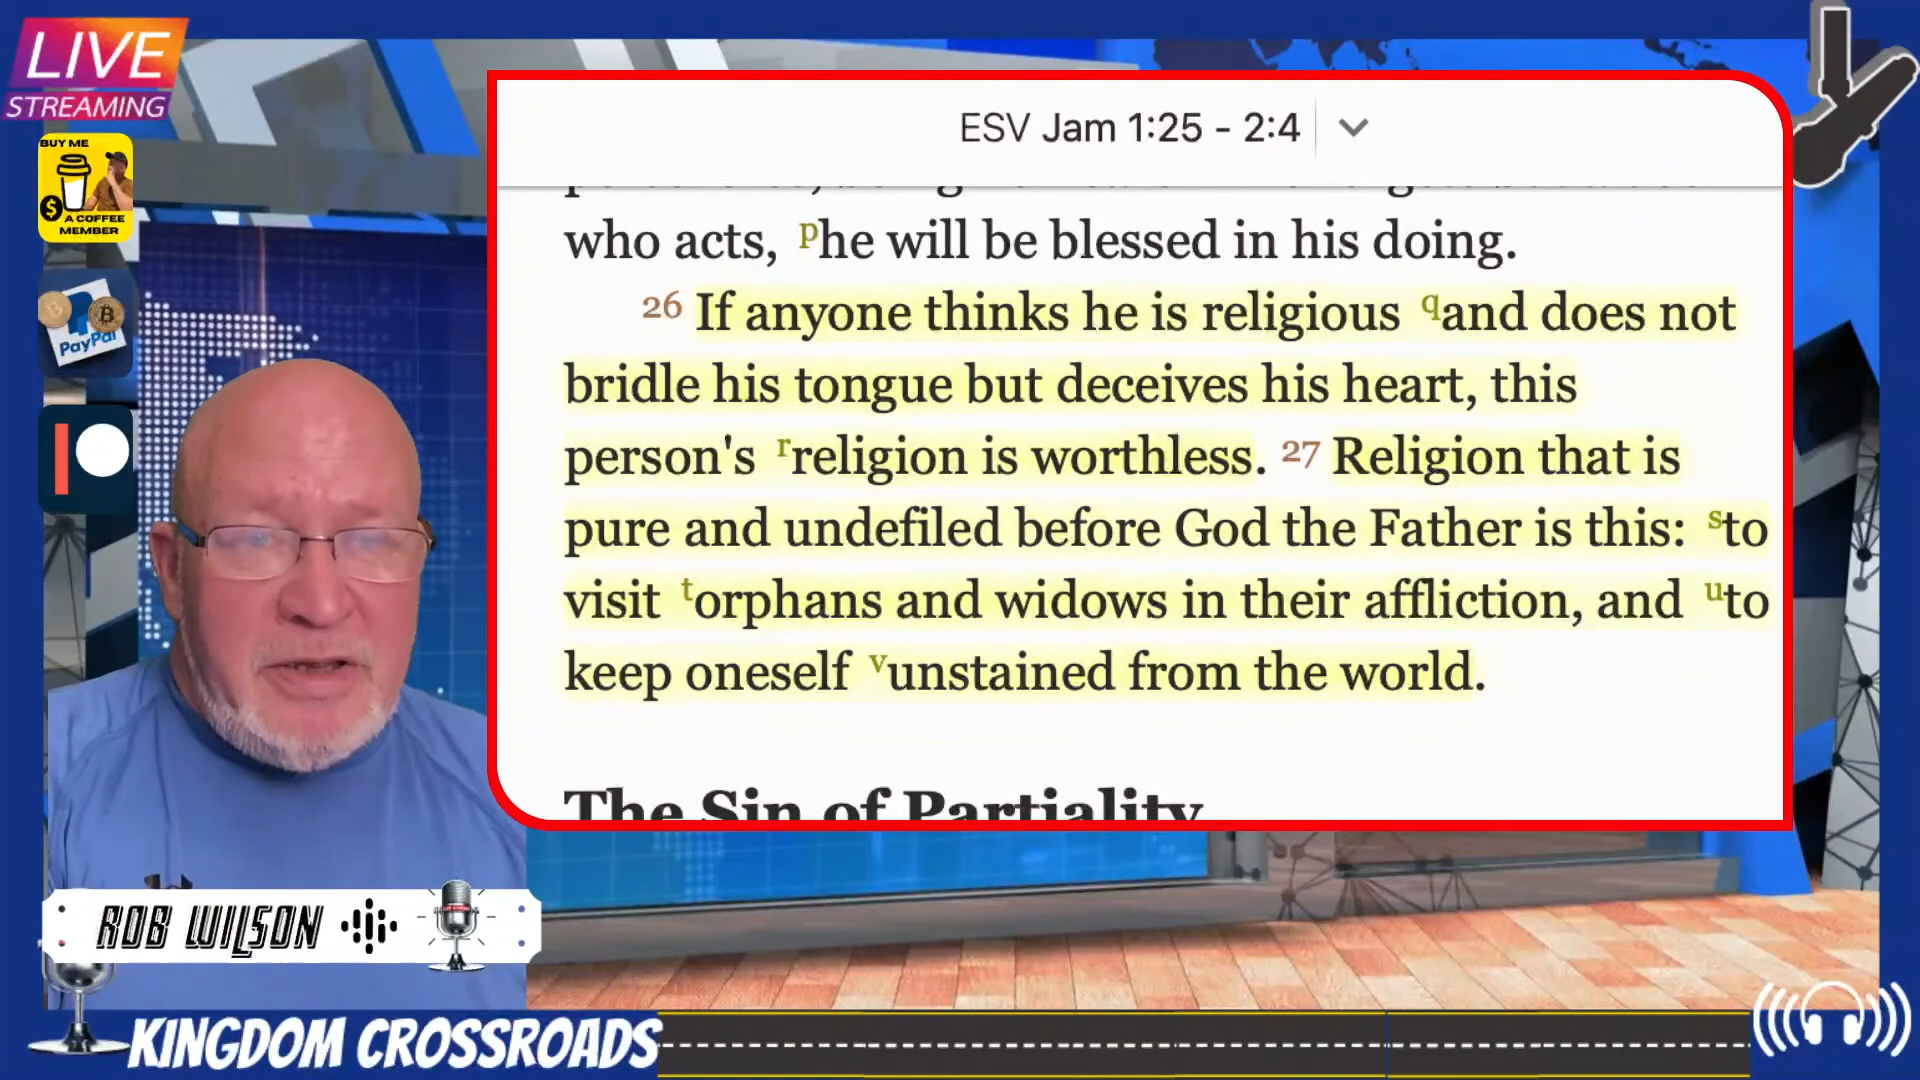 LIVE
STREAMING
BUY ME
A COFFEE
MEMBER
PayPal
ESV Jam 1:25 - 2:4
who acts, phe will be blessed in his doing.
26 If anyone thinks he is religious qand does not
bridle his tongue but deceives his heart, this
person's rreligion is worthless. 27 Religion that is
pure and undefiled before God the Father is this: sto
visit torphans and widows in their affliction, and uto
keep oneself vunstained from the world.
The Sin of Partiality
ROB WILSON
KINGDOM CROSSROADS